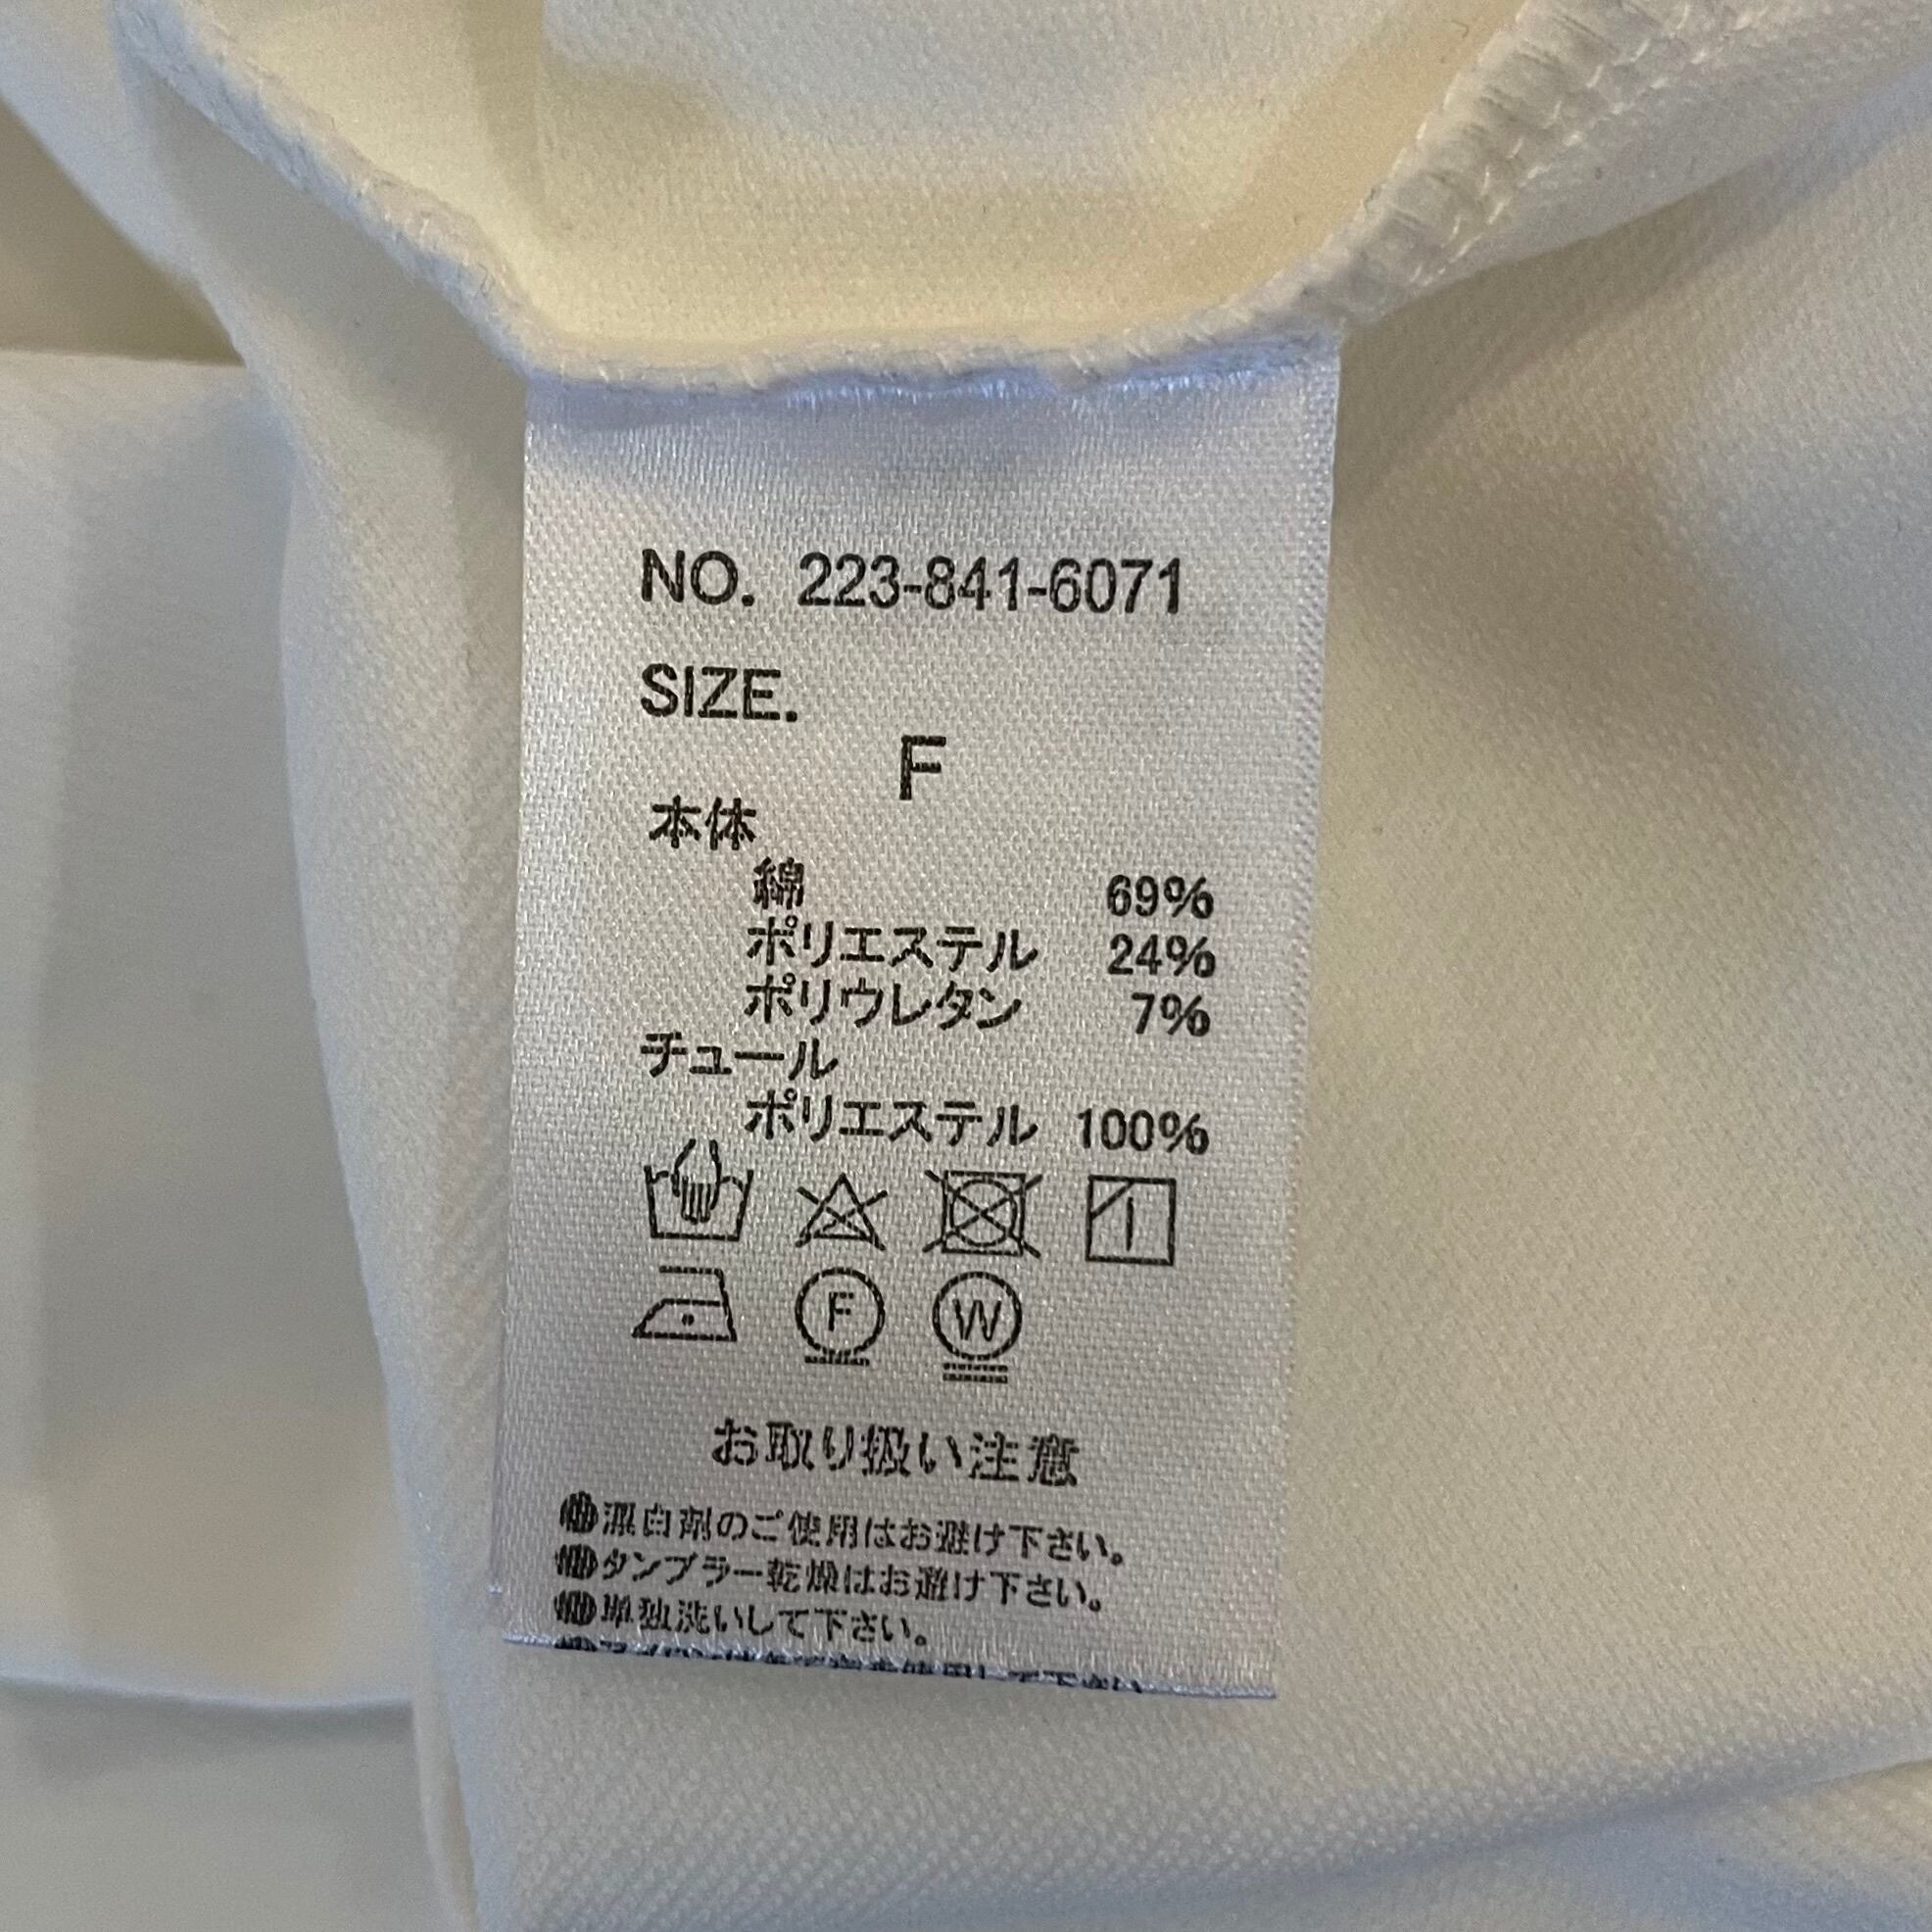 NO. 223-841-6071
SIZE.
F
本体
綿 69%
ポリエステル 24%
ポリウレタン 7%
チュール
ポリエステル 100%
F W
お取り扱い注意
漂白剤のご使用はお避け下さい。
タンブラー乾燥はお避け下さい。
単独洗いして下さい。